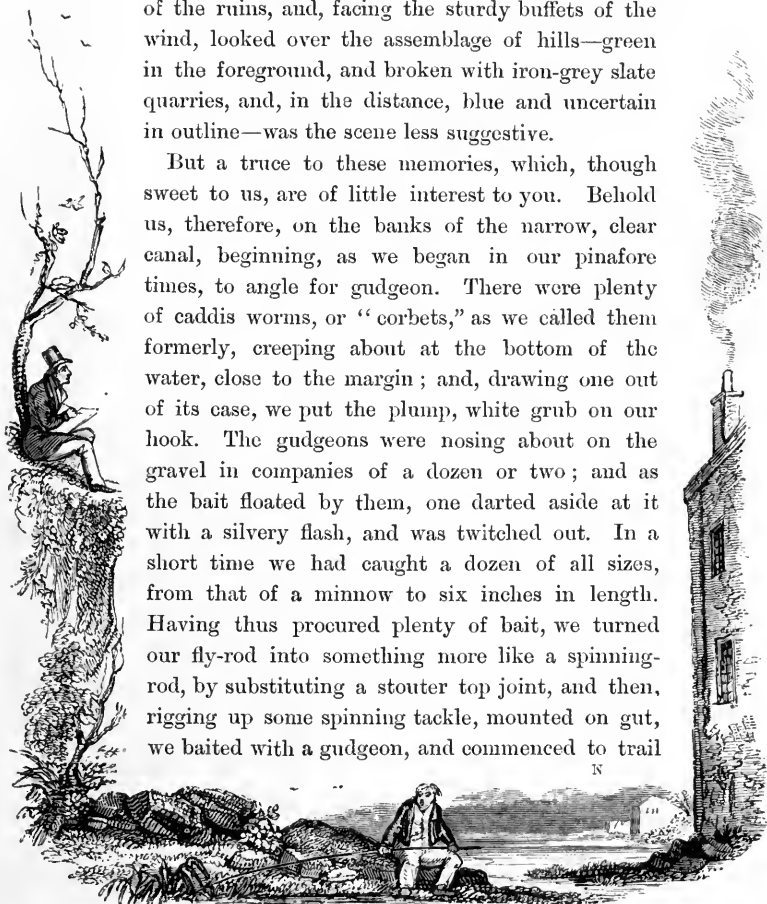 of the ruins, and, facing the sturdy buffets of the
wind, looked over the assemblage of hills—green
in the foreground, and broken with iron-grey slate
quarries, and, in the distance, blue and uncertain
in outline—was the scene less suggestive.
But a truce to these memories, which, though
sweet to us, are of little interest to you. Behold
us, therefore, on the banks of the narrow, clear
canal, beginning, as we began in our pinafore
times, to angle for gudgeon. There were plenty
of caddis worms, or “corbets,” as we called them
formerly, creeping about at the bottom of the
water, close to the margin; and, drawing one out
of its case, we put the plump, white grub on our
hook. The gudgeons were nosing about on the
gravel in companies of a dozen or two; and as
the bait floated by them, one darted aside at it
with a silvery flash, and was twitched out. In a
short time we had caught a dozen of all sizes,
from that of a minnow to six inches in length.
Having thus procured plenty of bait, we turned
our fly-rod into something more like a spinning-
rod, by substituting a stouter top joint, and then,
rigging up some spinning tackle, mounted on gut,
we baited with a gudgeon, and commenced to trail
N